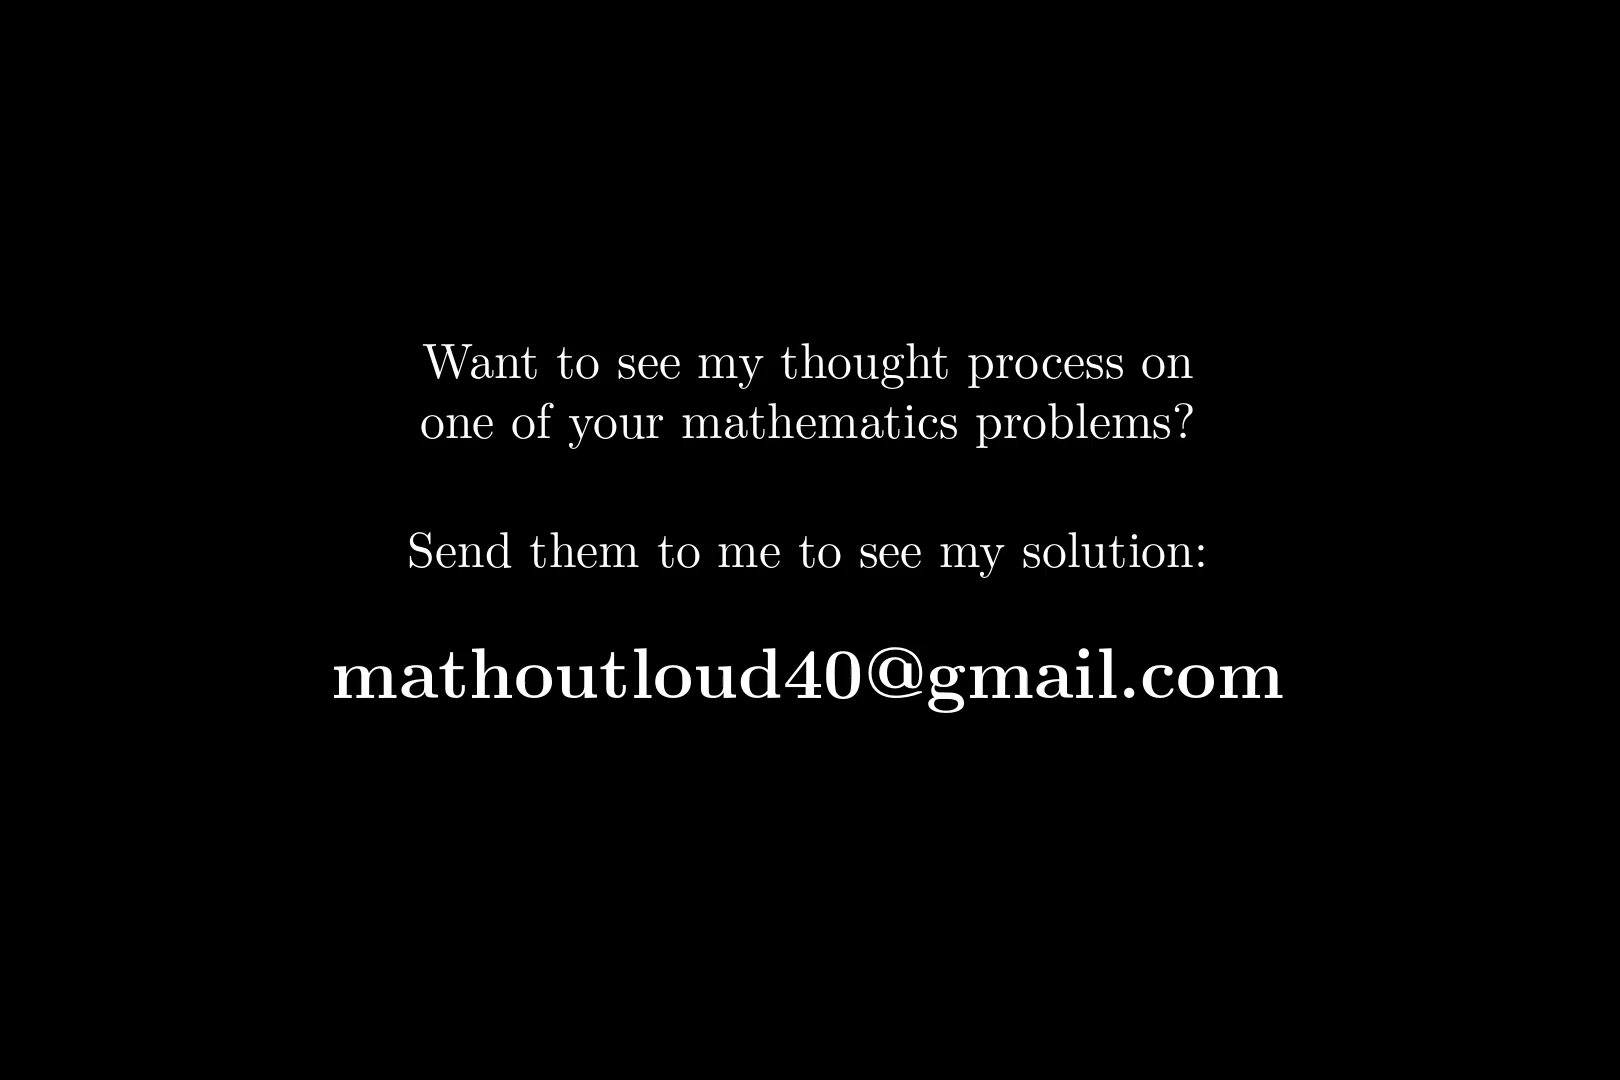 Want to see my thought process on
one of your mathematics problems?
Send them to me to see my solution:
mathoutloud40@gmail.com